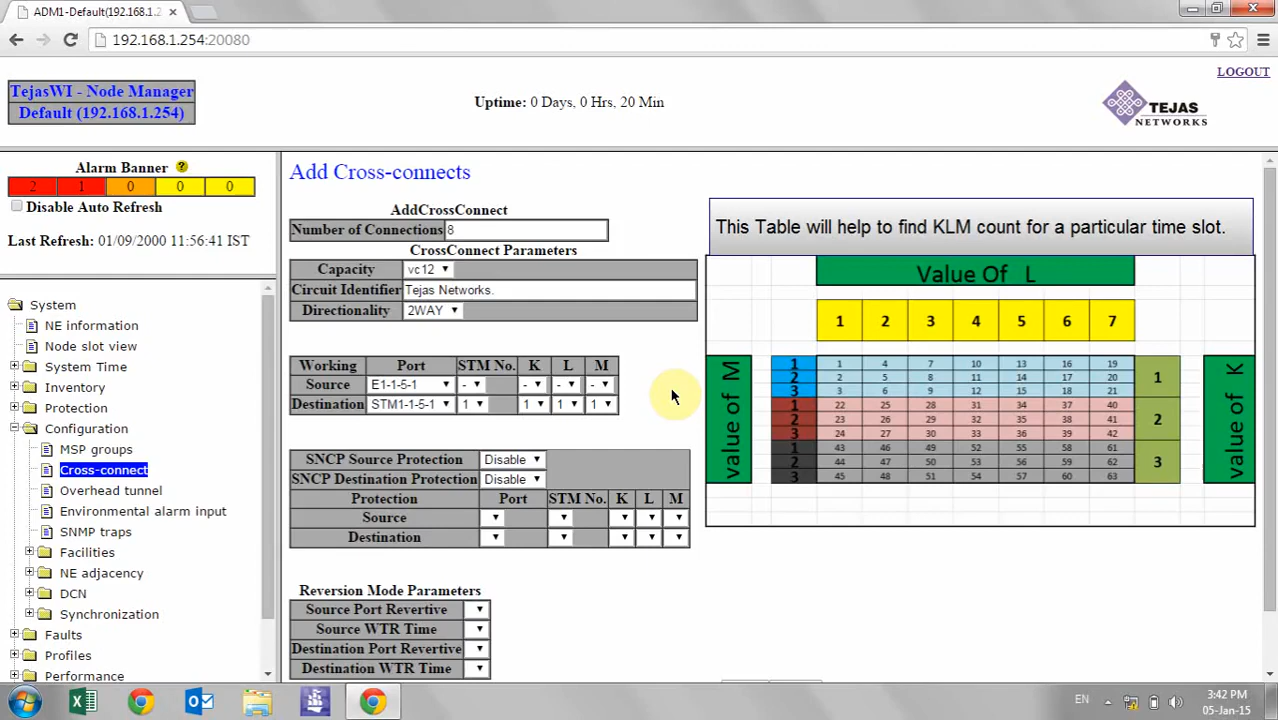 ADM1-Default(192.168.1.2
192.168.1.254:20080
LOGOUT
TejasWI - Node Manager
Default (192.168.1.254)
Uptime: 0 Days, 0 Hrs, 20 Min
TEJAS
NETWORKS
Alarm Banner ?
2 1 0 0 0
Disable Auto Refresh
Last Refresh: 01/09/2000 11:56:41 IST
System
NE information
Node slot view
System Time
Inventory
Protection
Configuration
MSP groups
Cross-connect
Overhead tunnel
Environmental alarm input
SNMP traps
Facilities
NE adjacency
DCN
Synchronization
Faults
Profiles
Performance
Add Cross-connects
AddCrossConnect
Number of Connections 8
CrossConnect Parameters
Capacity vc12
Circuit Identifier Tejas Networks.
Directionality 2WAY
Working Port STM No. K L M
Source E1-1-5-1 - - - -
Destination STM1-1-5-1 1 1 1 1
SNCP Source Protection Disable
SNCP Destination Protection Disable
Protection Port STM No. K L M
Source
Destination
Reversion Mode Parameters
Source Port Revertive
Source WTR Time
Destination Port Revertive
Destination WTR Time
This Table will help to find KLM count for a particular time slot.
Value Of L
1 2 3 4 5 6 7
value of M
1 1 4 7 10 13 16 19
2 2 5 8 11 14 17 20 1
3 3 6 9 12 15 18 21
1 22 25 28 31 34 37 40
2 23 26 29 32 35 38 41 2
3 24 27 30 33 36 39 42
1 43 46 49 52 55 58 61
2 44 47 50 53 56 59 62 3
3 45 48 51 54 57 60 63
value of K
EN
3:42 PM
05-Jan-15